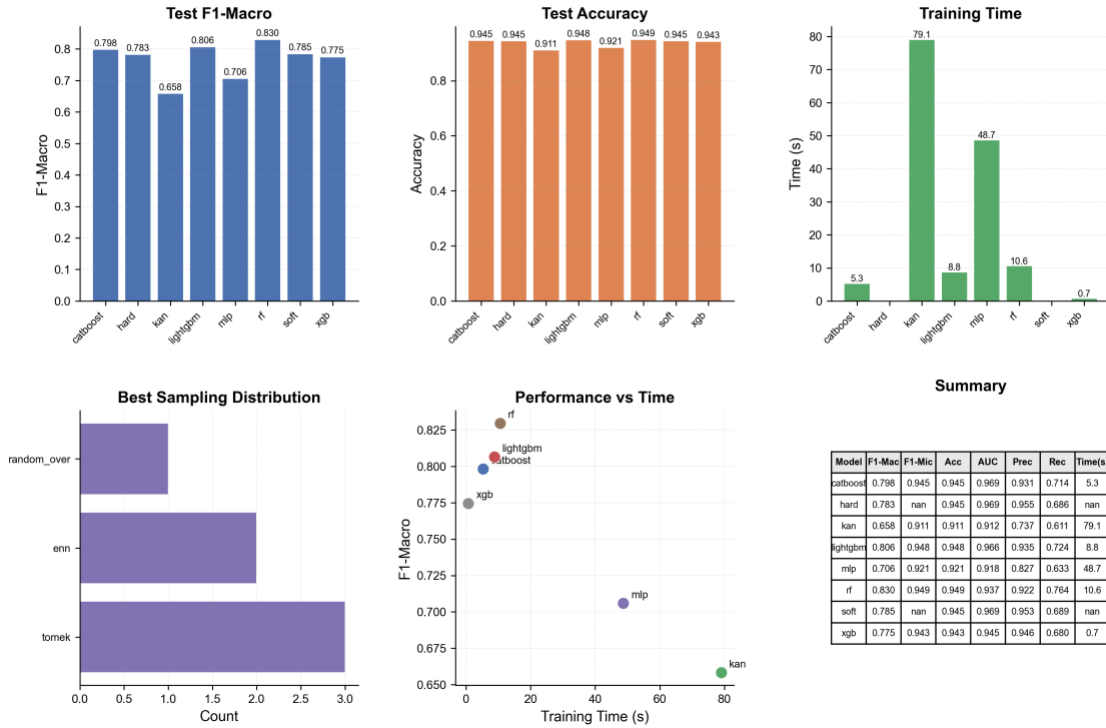 Test F1-Macro
F1-Macro
0.8
0.7
0.6
0.5
0.4
0.3
0.2
0.1
0.0
0.798
0.783
0.658
0.806
0.706
0.830
0.785
0.775
catboost
hard
kan
lightgbm
mlp
rf
soft
xgb
Test Accuracy
Accuracy
0.8
0.6
0.4
0.2
0.0
0.945
0.945
0.911
0.948
0.921
0.949
0.945
0.943
catboost
hard
kan
lightgbm
mlp
rf
soft
xgb
Training Time
Time (s)
80
70
60
50
40
30
20
10
0
5.3
79.1
8.8
48.7
10.6
0.7
catboost
hard
kan
lightgbm
mlp
rf
soft
xgb
Best Sampling Distribution
random_over
enn
tomek
0.0 0.5 1.0 1.5 2.0 2.5 3.0
Count
Performance vs Time
F1-Macro
0.825
0.800
0.775
0.750
0.725
0.700
0.675
0.650
rf
lightgbm
catboost
xgb
mlp
kan
0 20 40 60 80
Training Time (s)
Summary
Model F1-Mac F1-Mic Acc AUC Prec Rec Time(s)
catboost 0.798 0.945 0.945 0.969 0.931 0.714 5.3
hard 0.783 nan 0.945 0.969 0.955 0.686 nan
kan 0.658 0.911 0.911 0.912 0.737 0.611 79.1
lightgbm 0.806 0.948 0.948 0.966 0.935 0.724 8.8
mlp 0.706 0.921 0.921 0.918 0.827 0.633 48.7
rf 0.830 0.949 0.949 0.937 0.922 0.764 10.6
soft 0.785 nan 0.945 0.969 0.953 0.689 nan
xgb 0.775 0.943 0.943 0.945 0.946 0.680 0.7